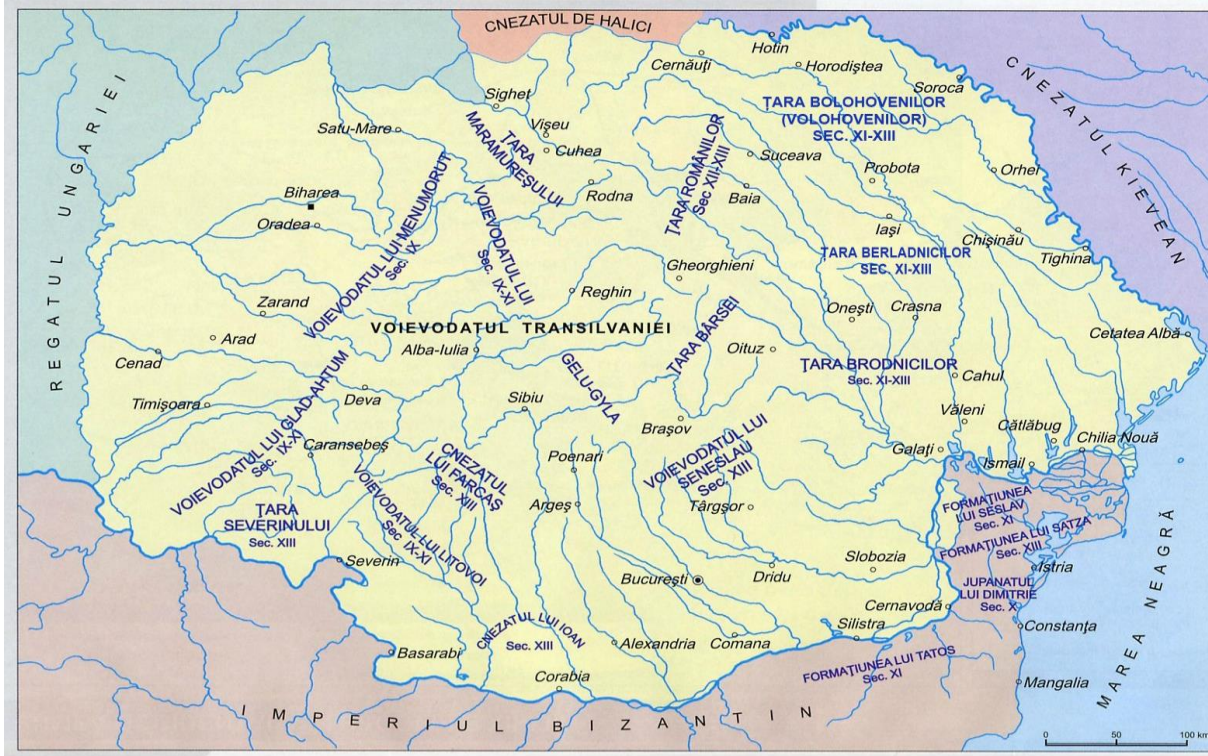 CNEZATUL DE HALICI
Hotin
Cernăuți
Horodiștea
CNEZATUL KIEVEAN
Soroca
Sighet
ȚARA BOLOHOVENILOR
(VOLOHOVENILOR)
SEC. XI-XIII
Satu-Mare
Vișeu
Cuhea
ȚARA
MARAMUREȘULUI
Suceava
Probota
Orhei
REGATUL UNGARIEI
Biharea
Rodna
Baia
ȚARA ROMÂNILOR
Sec XII-XIII
Oradea
VOIEVODATUL LUI MENUMORUT
Sec. IX
VOIEVODATUL LUI
Sec. IX-XI
Iași
Chișinău
Tighina
ȚARA BERLADNICILOR
SEC. XI-XIII
Gheorghieni
Zarand
Reghin
Onești
Crasna
VOIEVODAȚUL TRANSILVANIEI
Cetatea Albă
Arad
Cenad
Alba-Iulia
GELU-GYLA
ȚARA BÂRSEI
Oituz
ȚARA BRODNICILOR
Sec. XI-XIII
Cahul
Timișoara
Deva
Sibiu
Brașov
Văleni
VOIEVODATUL LUI GLAD-AHTUM
Sec. IX-XI
Caransebeș
CNEZATUL
LUI FARCAȘ
Sec. XIII
Poenari
VOIEVODATUL LUI
SENESLAU
Sec. XIII
Galați
Cătlăbug
Ismail
Chilia Nouă
ȚARA
SEVERINULUI
Sec. XIII
VOIEVODATUL LUI LITOVOI
Sec IX-XI
Argeș
Târgșor
FORMAȚIUNEA
LUI SESLAV
Sec. XI
FORMAȚIUNEA LUI SATZA
Sec. XIII
Severin
București
Dridu
Slobozia
Istria
JUPANATUL
LUI DIMITRIE
Sec. X
Cernavodă
Constanța
MAREA NEAGRĂ
CNEZATUL LUI IOAN
Sec. XIII
Basarabi
Alexandria
Comana
Silistra
FORMAȚIUNEA LUI TATOS
Sec. XI
Corabia
Mangalia
IMPERIUL BIZANTIN
0 50 100 km